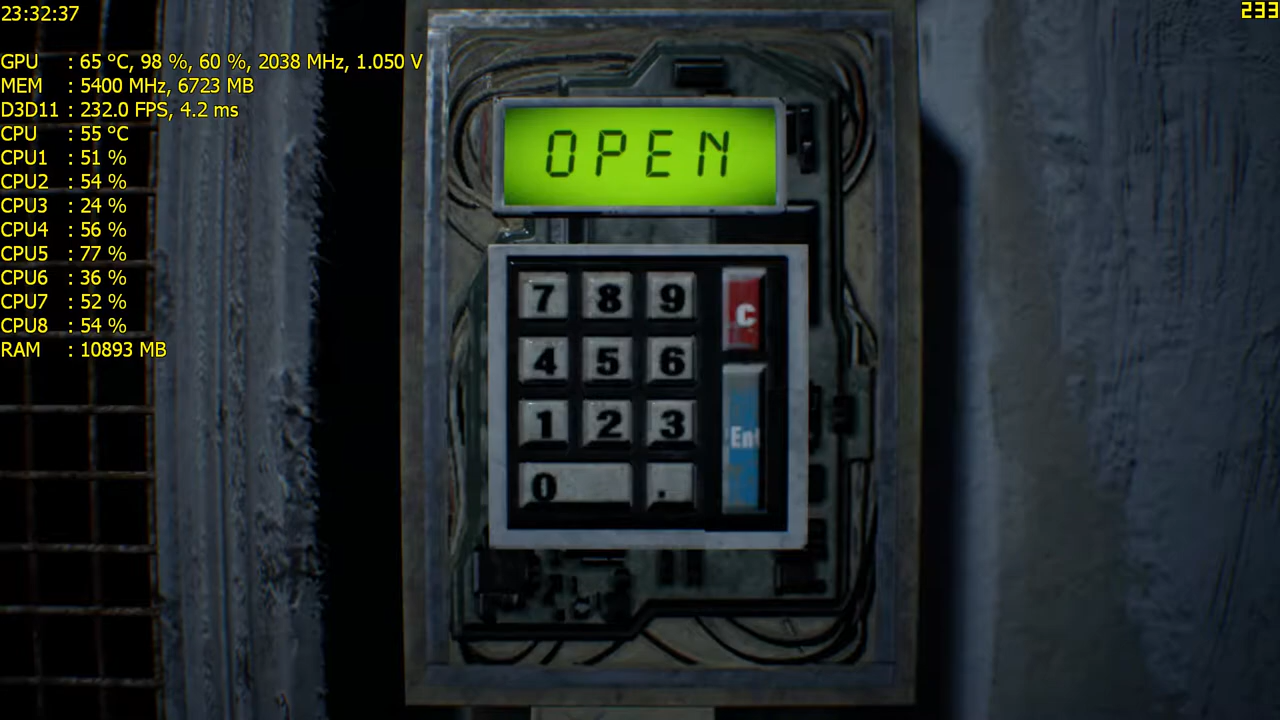 23:32:37
233
GPU : 65 °C, 98 %, 60 %, 2038 MHz, 1.050 V
MEM : 5400 MHz, 6723 MB
D3D11 : 232.0 FPS, 4.2 ms
CPU : 55 °C
CPU1 : 51 %
CPU2 : 54 %
CPU3 : 24 %
CPU4 : 56 %
CPU5 : 77 %
CPU6 : 36 %
CPU7 : 52 %
CPU8 : 54 %
RAM : 10893 MB
OPEN
7 8 9 C
4 5 6
1 2 3 Ent
0 .